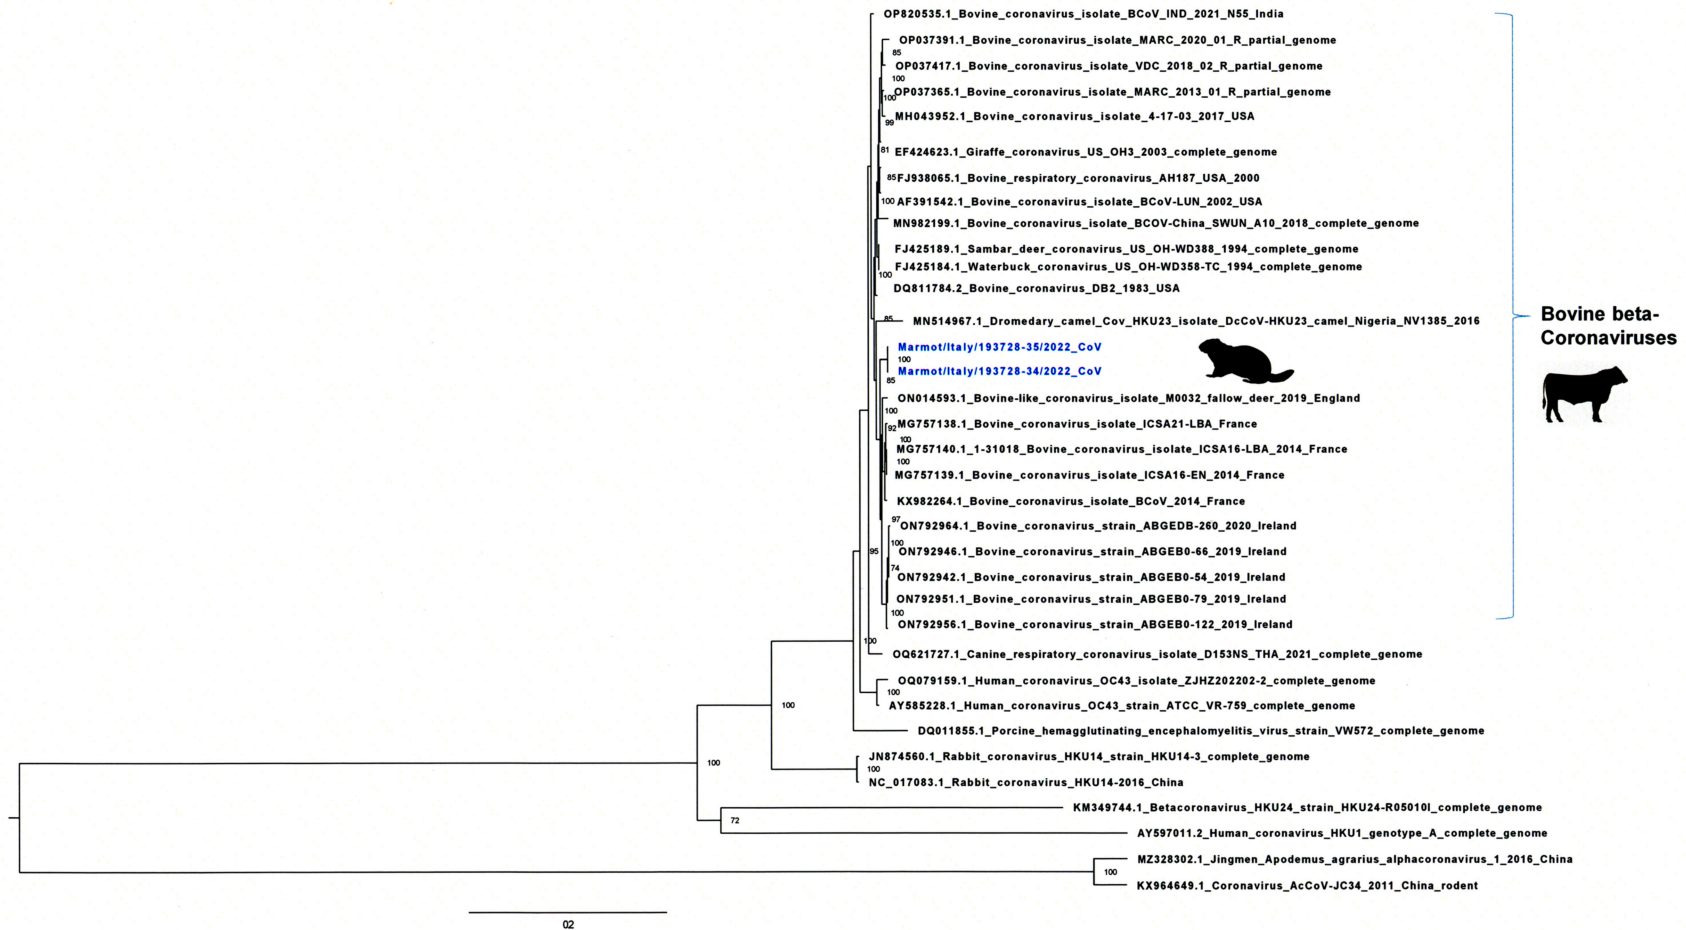 OP820535.1_Bovine_coronavirus_isolate_BCoV_IND_2021_N55_India
OP037391.1_Bovine_coronavirus_isolate_MARC_2020_01_R_partial_genome
85
OP037417.1_Bovine_coronavirus_isolate_VDC_2018_02_R_partial_genome
100
OP037365.1_Bovine_coronavirus_isolate_MARC_2013_01_R_partial_genome
100
MH043952.1_Bovine_coronavirus_isolate_4-17-03_2017_USA
99
81
EF424623.1_Giraffe_coronavirus_US_OH3_2003_complete_genome
85
FJ938065.1_Bovine_respiratory_coronavirus_AH187_USA_2000
100
AF391542.1_Bovine_coronavirus_isolate_BCoV-LUN_2002_USA
MN982199.1_Bovine_coronavirus_isolate_BCOV-China_SWUN_A10_2018_complete_genome
FJ425189.1_Sambar_deer_coronavirus_US_OH-WD388_1994_complete_genome
FJ425184.1_Waterbuck_coronavirus_US_OH-WD358-TC_1994_complete_genome
100
DQ811784.2_Bovine_coronavirus_DB2_1983_USA
85
MN514967.1_Dromedary_camel_Cov_HKU23_isolate_DcCoV-HKU23_camel_Nigeria_NV1385_2016
Bovine beta-
Coronaviruses
Marmot/Italy/193728-35/2022_CoV
100
Marmot/Italy/193728-34/2022_CoV
85
ON014593.1_Bovine-like_coronavirus_isolate_M0032_fallow_deer_2019_England
100
MG757138.1_Bovine_coronavirus_isolate_ICSA21-LBA_France
92
100
MG757140.1_1-31018_Bovine_coronavirus_isolate_ICSA16-LBA_2014_France
100
MG757139.1_Bovine_coronavirus_isolate_ICSA16-EN_2014_France
KX982264.1_Bovine_coronavirus_isolate_BCoV_2014_France
97
ON792964.1_Bovine_coronavirus_strain_ABGEDB-260_2020_Ireland
100
95
ON792946.1_Bovine_coronavirus_strain_ABGEB0-66_2019_Ireland
74
ON792942.1_Bovine_coronavirus_strain_ABGEB0-54_2019_Ireland
ON792951.1_Bovine_coronavirus_strain_ABGEB0-79_2019_Ireland
100
ON792956.1_Bovine_coronavirus_strain_ABGEB0-122_2019_Ireland
100
OQ621727.1_Canine_respiratory_coronavirus_isolate_D153NS_THA_2021_complete_genome
OQ079159.1_Human_coronavirus_OC43_isolate_ZJHZ202202-2_complete_genome
100
AY585228.1_Human_coronavirus_OC43_strain_ATCC_VR-759_complete_genome
100
DQ011855.1_Porcine_hemagglutinating_encephalomyelitis_virus_strain_VW572_complete_genome
JN874560.1_Rabbit_coronavirus_HKU14_strain_HKU14-3_complete_genome
100
100
NC_017083.1_Rabbit_coronavirus_HKU14-2016_China
KM349744.1_Betacoronavirus_HKU24_strain_HKU24-R05010I_complete_genome
72
AY597011.2_Human_coronavirus_HKU1_genotype_A_complete_genome
MZ328302.1_Jingmen_Apodemus_agrarius_alphacoronavirus_1_2016_China
100
KX964649.1_Coronavirus_AcCoV-JC34_2011_China_rodent
02